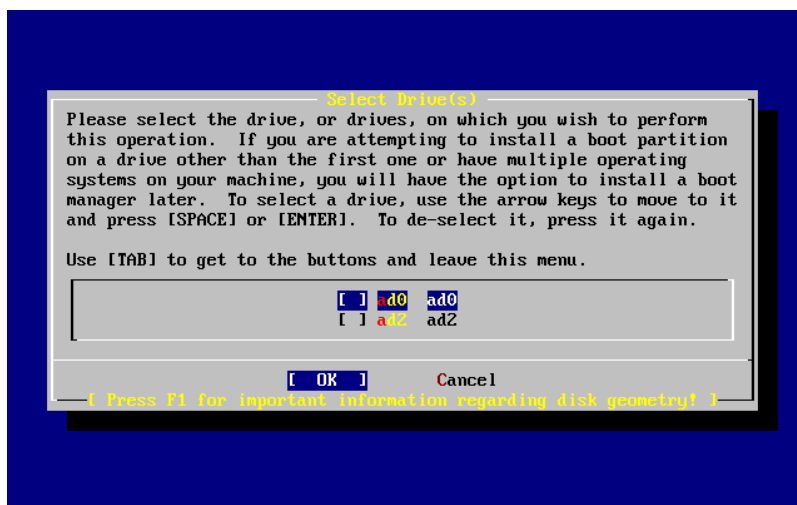 Select Drive(s)
Please select the drive, or drives, on which you wish to perform
this operation.  If you are attempting to install a boot partition
on a drive other than the first one or have multiple operating
systems on your machine, you will have the option to install a boot
manager later.  To select a drive, use the arrow keys to move to it
and press [SPACE] or [ENTER].  To de-select it, press it again.
Use [TAB] to get to the buttons and leave this menu.
[ ] ad0  ad0
[ ] ad2  ad2
[  OK  ]  Cancel
[ Press F1 for important information regarding disk geometry! ]